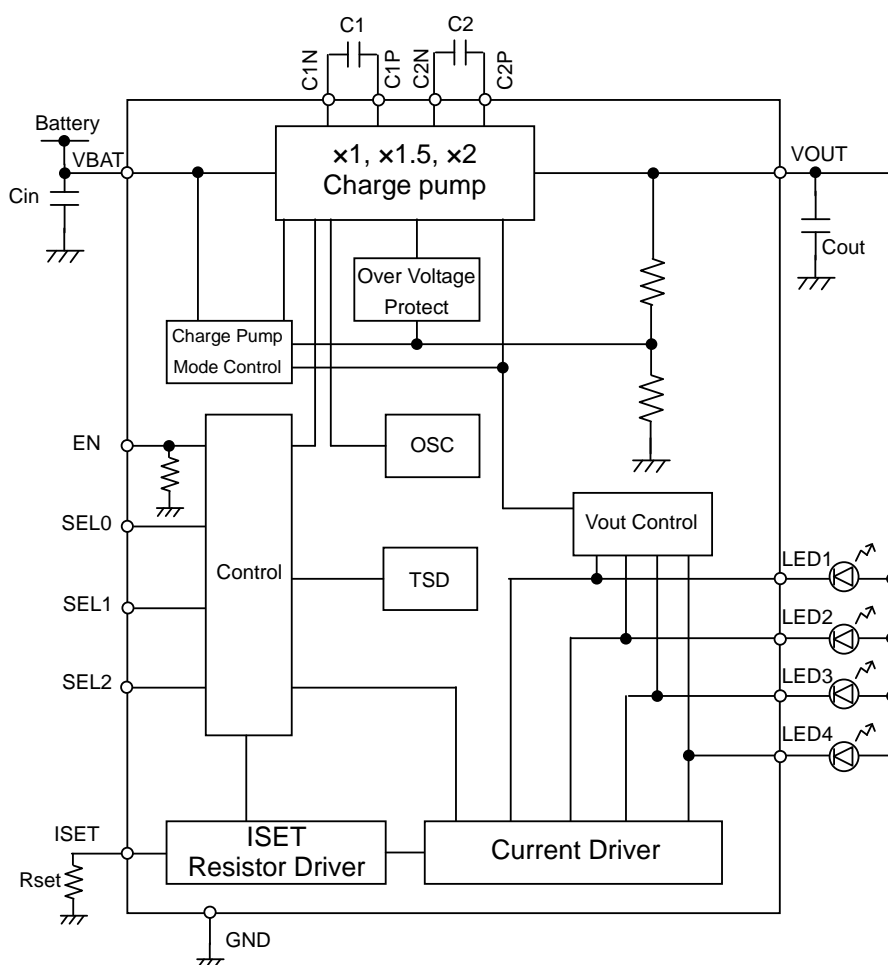 C1
C2
C1N
C1P
C2N
C2P
Battery
VBAT
×1, ×1.5, ×2
Charge pump
VOUT
Cin
Cout
Over Voltage
Protect
Charge Pump
Mode Control
EN
OSC
SEL0
Vout Control
Control
TSD
LED1
SEL1
LED2
SEL2
LED3
LED4
ISET
ISET
Resistor Driver
Current Driver
Rset
GND